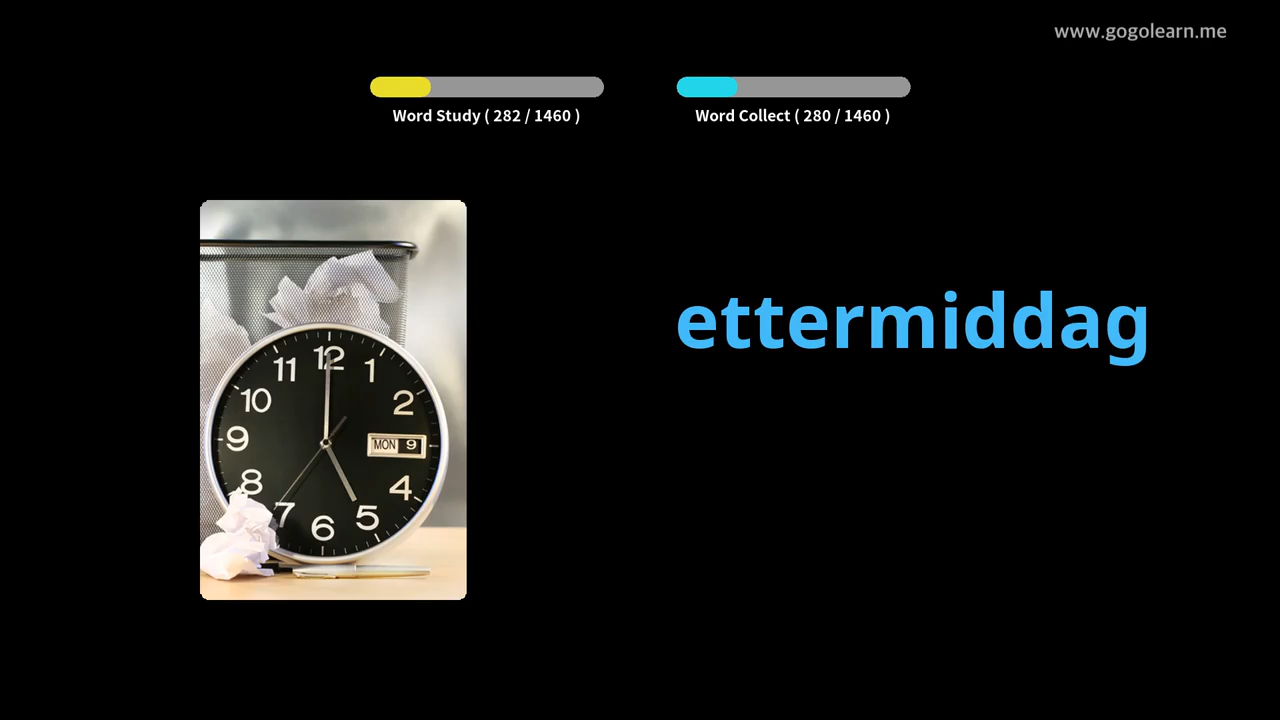 www.gogolearn.me
Word Study ( 282 / 1460 )
Word Collect ( 280 / 1460 )
ettermiddag
12
11
1
10
2
9
MON 9
8
4
7
5
6